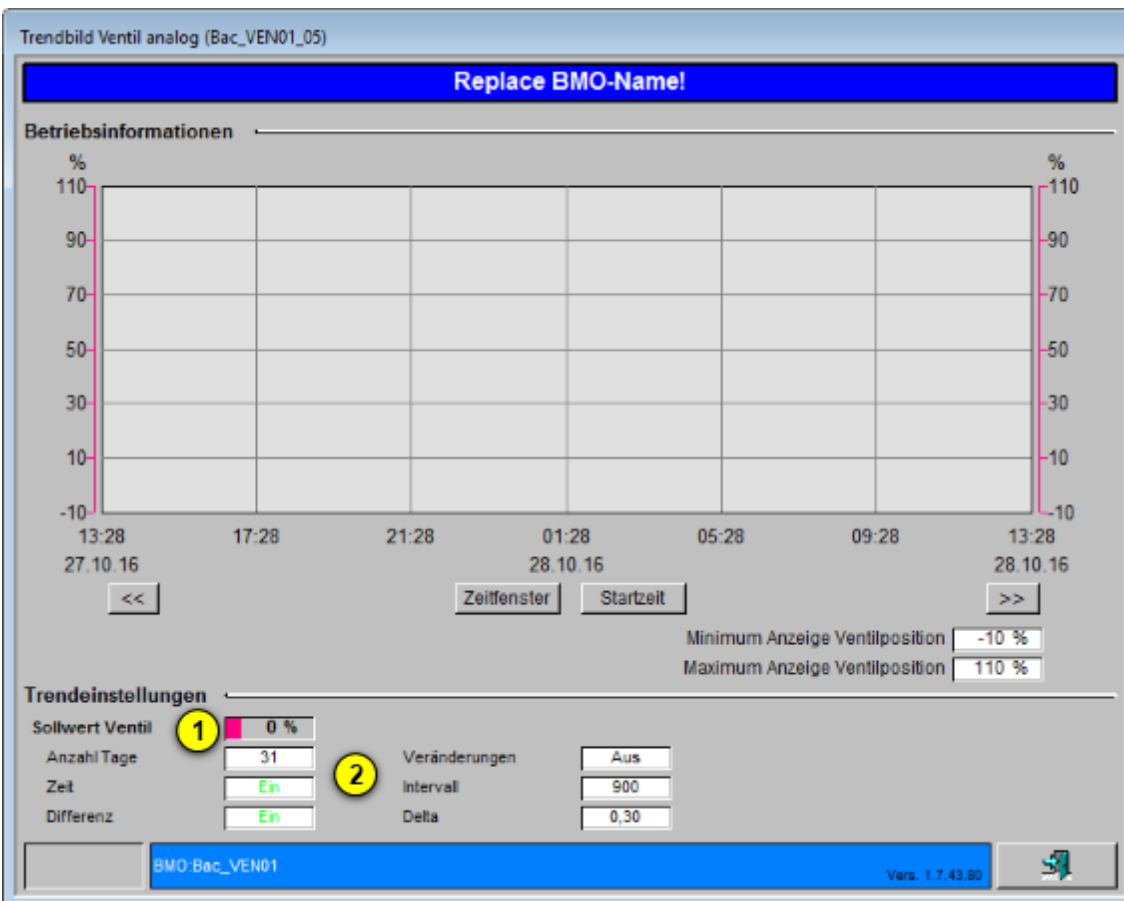 Trendbild Ventil analog (Bac_VEN01_05)
Replace BMO-Name!
Betriebsinformationen
% %
110 110
90 90
70 70
50 50
30 30
10 10
-10 -10
13:28 17:28 21:28 01:28 05:28 09:28 13:28
27.10.16 28.10.16 28.10.16
<< Zeitfenster Startzeit >>
Minimum Anzeige Ventilposition -10 %
Maximum Anzeige Ventilposition 110 %
Trendeinstellungen
Sollwert Ventil 1 0 %
Anzahl Tage 31 2 Veränderungen Aus
Zeit Ein Intervall 900
Differenz Ein Delta 0,30
BMO:Bac_VEN01 Vers. 1.7.43.80